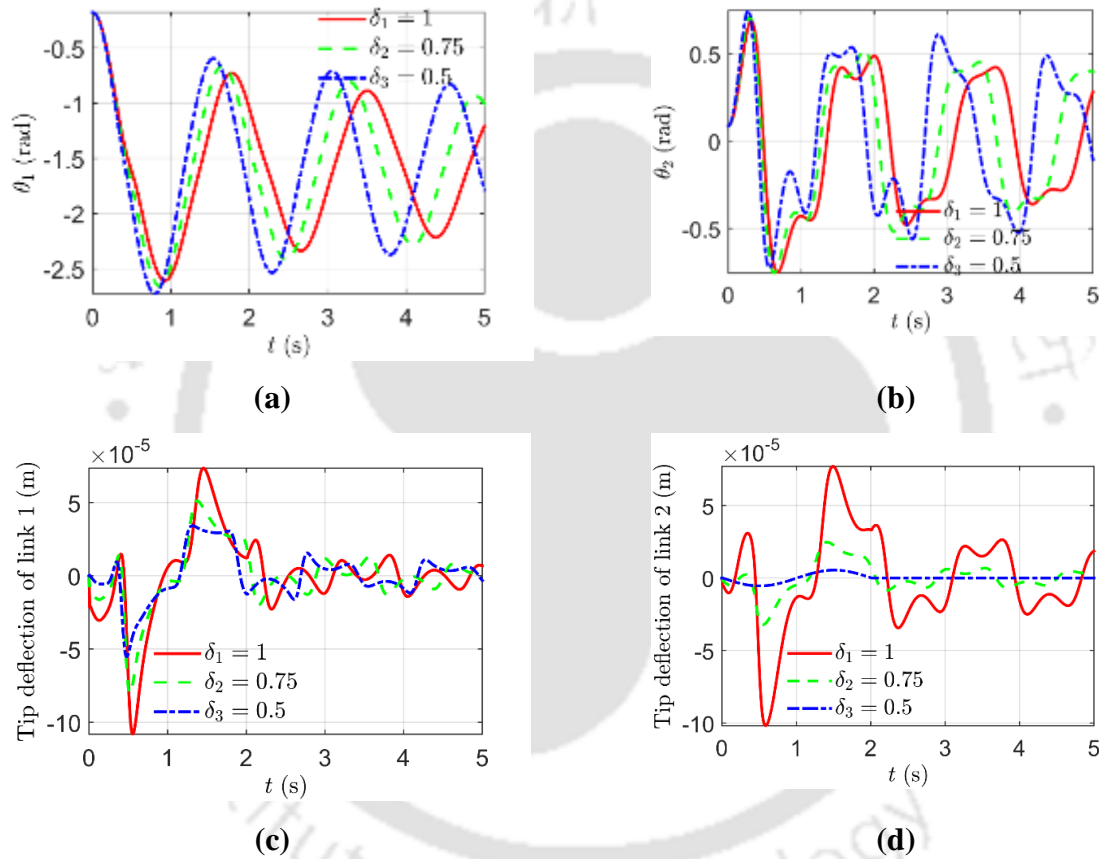 δ₁ = 1
δ₂ = 0.75
δ₃ = 0.5
-0.5
-1
-1.5
-2
-2.5
θ₁ (rad)
0 1 2 3 4 5
t (s)
(a)
0.5
0
-0.5
θ₂ (rad)
δ₁ = 1
δ₂ = 0.75
δ₃ = 0.5
0 1 2 3 4 5
t (s)
(b)
×10⁻⁵
5
0
-5
-10
Tip deflection of link 1 (m)
δ₁ = 1
δ₂ = 0.75
δ₃ = 0.5
0 1 2 3 4 5
t (s)
(c)
×10⁻⁵
5
0
-5
-10
Tip deflection of link 2 (m)
δ₁ = 1
δ₂ = 0.75
δ₃ = 0.5
0 1 2 3 4 5
t (s)
(d)